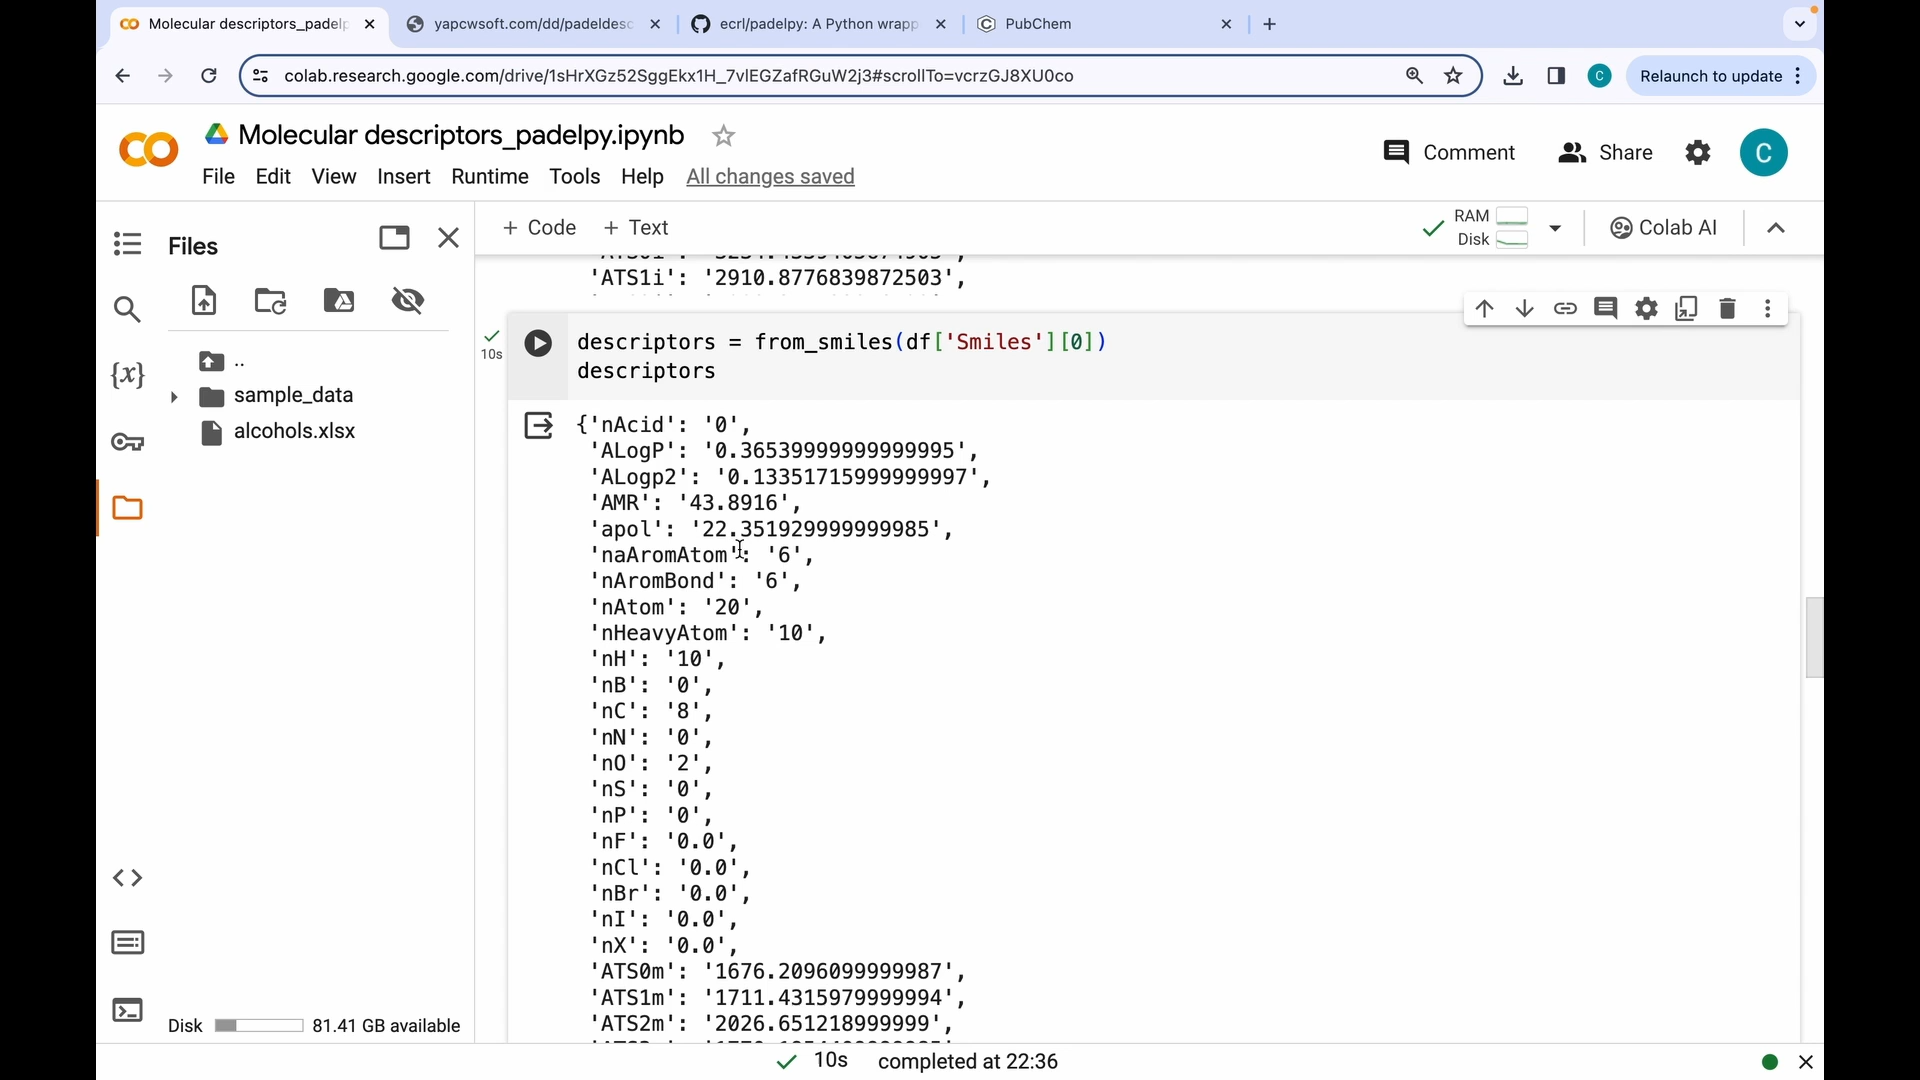 Molecular descriptors_padelp
yapcwsoft.com/dd/padeldesc
ecrl/padelpy: A Python wrapp
PubChem
colab.research.google.com/drive/1sHrXGz52SggEkx1H_7vlEGZafRGuW2j3#scrollTo=vcrzGJ8XU0co
C
Relaunch to update
CO
Molecular descriptors_padelpy.ipynb
Comment
Share
C
File Edit View Insert Runtime Tools Help All changes saved
Files
+ Code + Text
RAM
Disk
Colab AI
..
sample_data
alcohols.xlsx
{x}
'ATS1i': '2910.8776839872503',
10s
descriptors = from_smiles(df['Smiles'][0])
descriptors
{'nAcid': '0',
'ALogP': '0.36539999999999995',
'ALogp2': '0.13351715999999997',
'AMR': '43.8916',
'apol': '22.351929999999985',
'naAromAtom': '6',
'nAromBond': '6',
'nAtom': '20',
'nHeavyAtom': '10',
'nH': '10',
'nB': '0',
'nC': '8',
'nN': '0',
'nO': '2',
'nS': '0',
'nP': '0',
'nF': '0.0',
'nCl': '0.0',
'nBr': '0.0',
'nI': '0.0',
'nX': '0.0',
'ATS0m': '1676.2096099999987',
'ATS1m': '1711.4315979999994',
'ATS2m': '2026.651218999999',
Disk 81.41 GB available
10s completed at 22:36